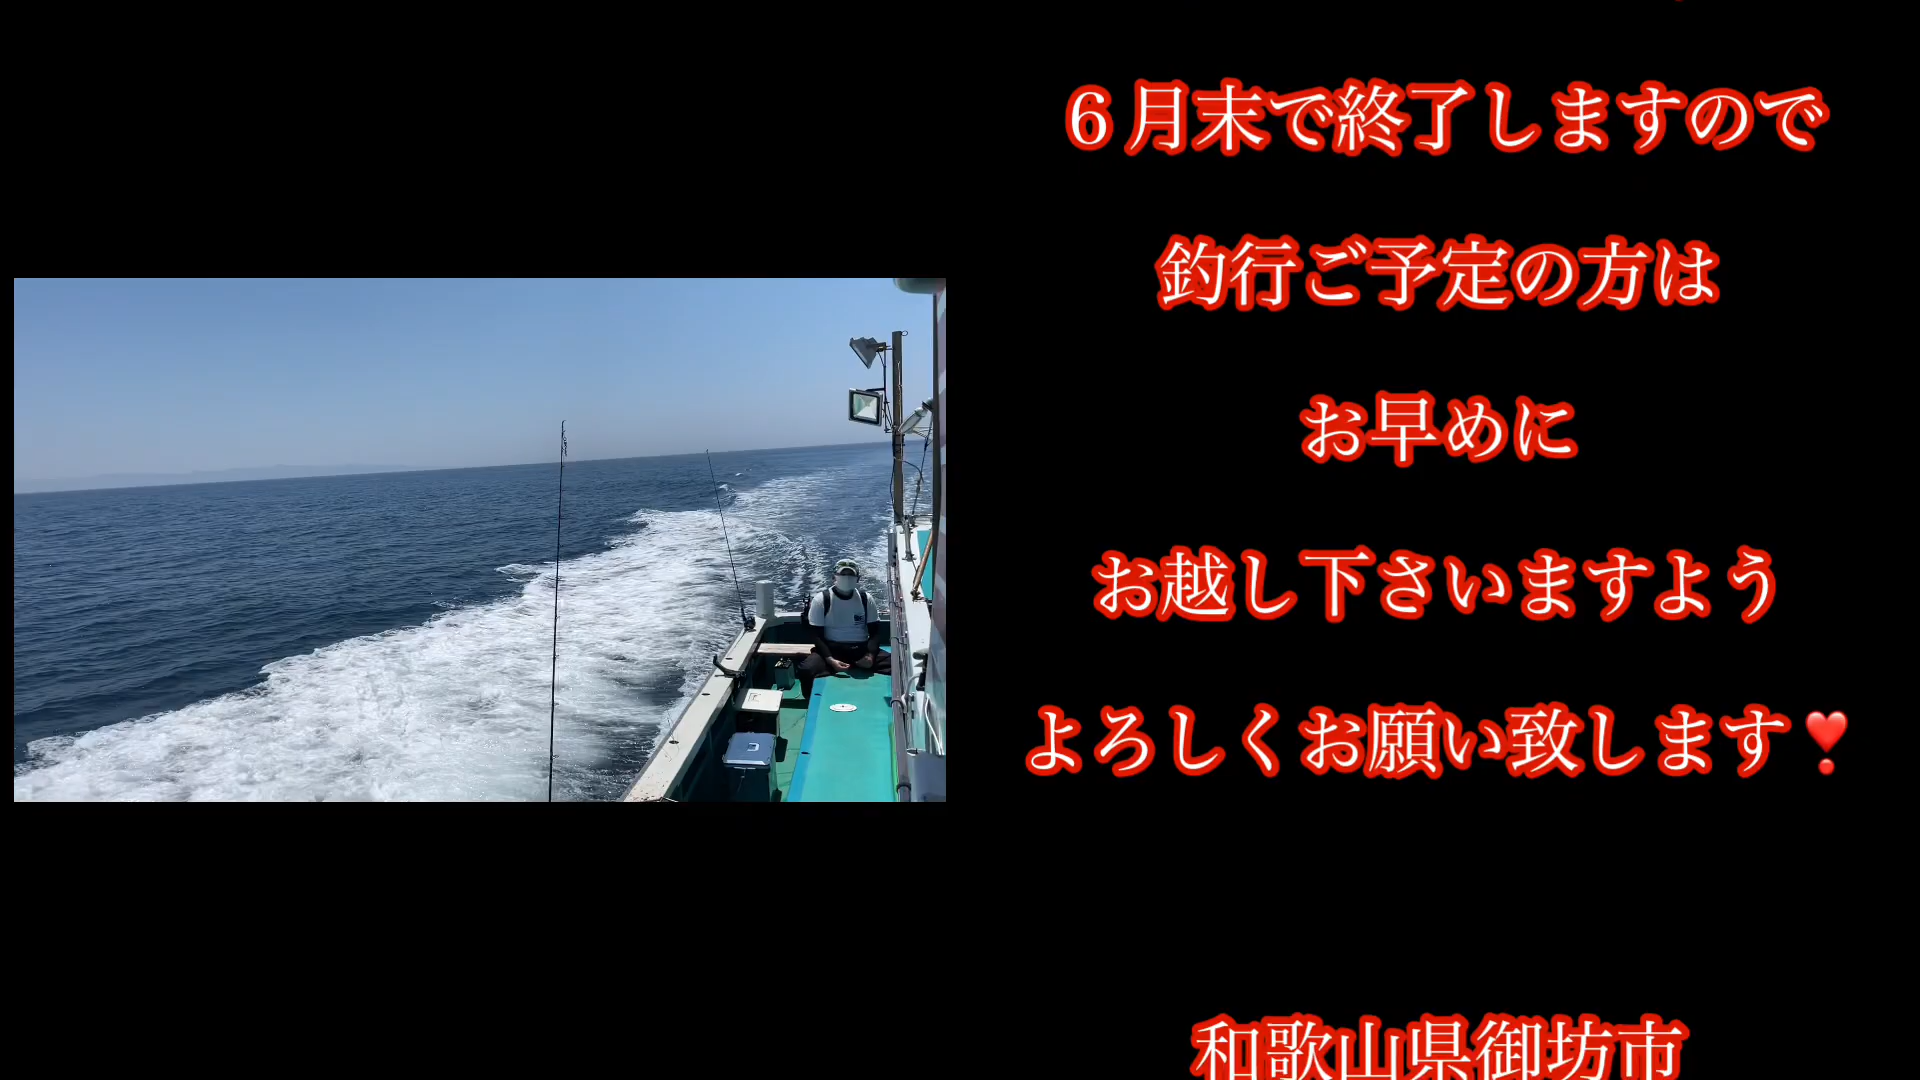 ６月末で終了しますので
釣行ご予定の方は
お早めに
お越し下さいますよう
よろしくお願い致します❣
和歌山県御坊市